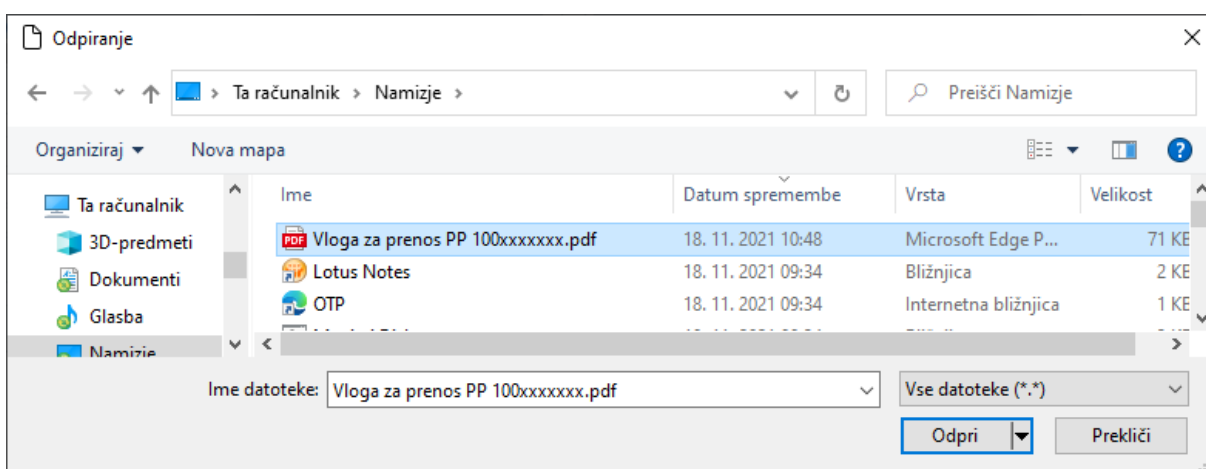 Odpiranje
Ta računalnik Namizje Preišči Namizje
Organiziraj Nova mapa
Ime Datum spremembe Vrsta Velikost
Ta računalnik
3D-predmeti
Dokumenti
Glasba
Namizje
PDF Vloga za prenos PP 100xxxxxxx.pdf 18. 11. 2021 10:48 Microsoft Edge P... 71 KB
Lotus Notes 18. 11. 2021 09:34 Bližnjica 2 KB
OTP 18. 11. 2021 09:34 Internetna bližnjica 1 KB
Ime datoteke: Vloga za prenos PP 100xxxxxxx.pdf Vse datoteke (*.*)
Odpri Prekliči